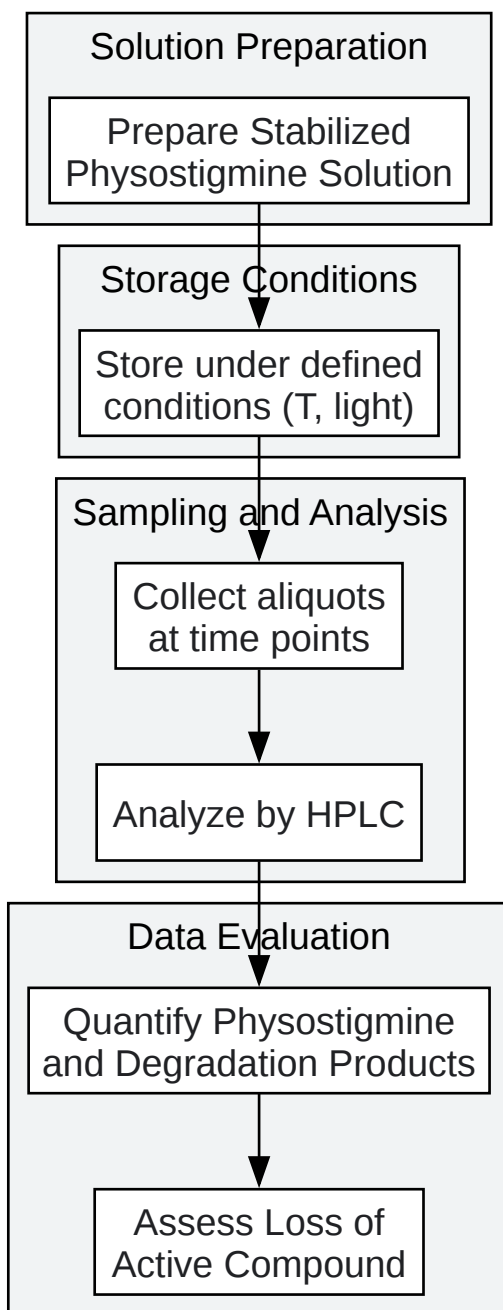 Solution Preparation
Prepare Stabilized
Physostigmine Solution
Storage Conditions
Store under defined
conditions (T, light)
Sampling and Analysis
Collect aliquots
at time points
Analyze by HPLC
Data Evaluation
Quantify Physostigmine
and Degradation Products
Assess Loss of
Active Compound